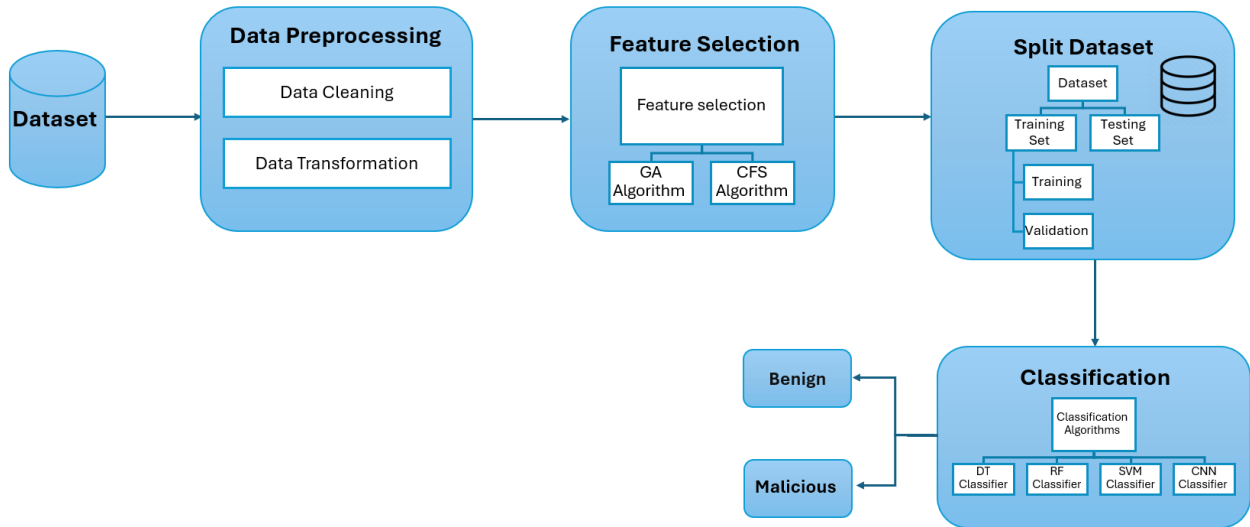 Dataset
Data Preprocessing
Data Cleaning
Data Transformation
Feature Selection
Feature selection
GA
Algorithm
CFS
Algorithm
Split Dataset
Dataset
Training
Set
Testing
Set
Training
Validation
Classification
Classification
Algorithms
DT
Classifier
RF
Classifier
SVM
Classifier
CNN
Classifier
Benign
Malicious